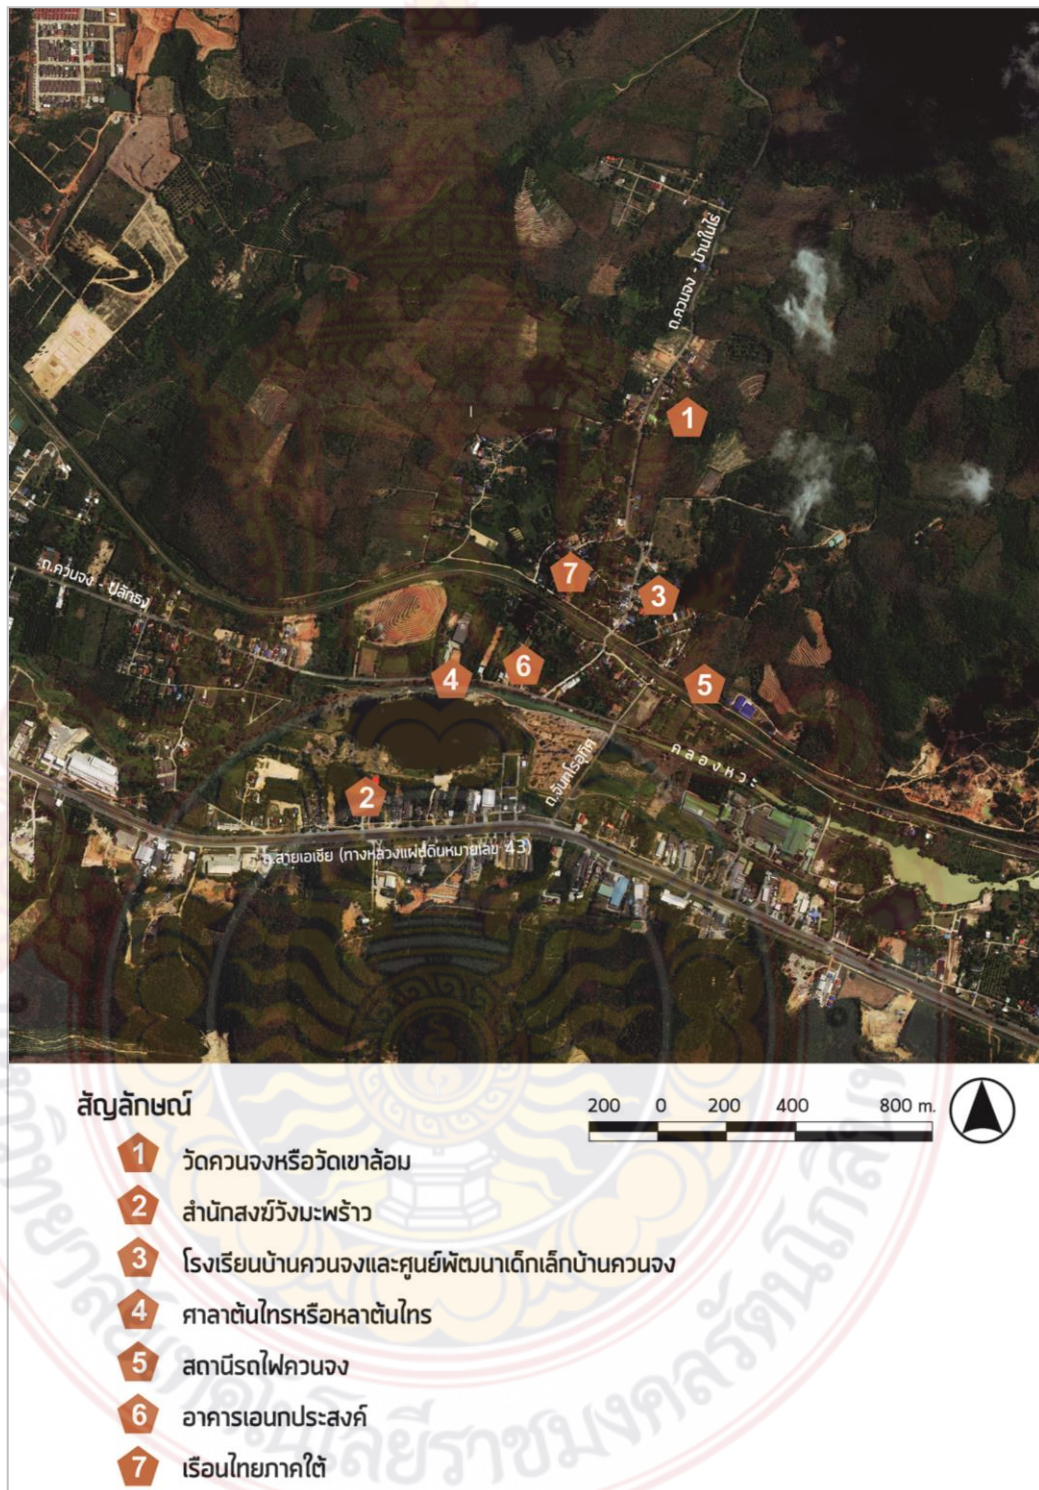 ถ.ควนจง - บ้านในไร่
1
ถ.ควนจง - ปลักธง
7
3
6
4
5
คลองหวะ
ถ.จันทโรอุทิศ
2
ถ.สายเอเชีย (ทางหลวงแผ่นดินหมายเลข 43)
สัญลักษณ์
200 0 200 400 800 m.
1 วัดควนจงหรือวัดเขาล้อม
2 สำนักสงฆ์วังมะพร้าว
3 โรงเรียนบ้านควนจงและศูนย์พัฒนาเด็กเล็กบ้านควนจง
4 ศาลาต้นไทรหรือหลาต้นไทร
5 สถานีรถไฟควนจง
6 อาคารเอนกประสงค์
7 เรือนไทยภาคใต้